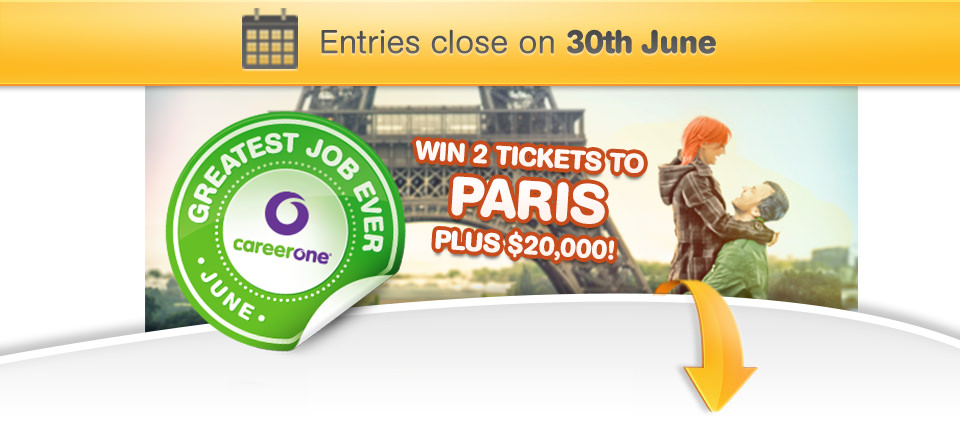 Entries close on 30th June
GREATEST JOB EVER
careerone
• JUNE •
WIN 2 TICKETS TO
PARIS
PLUS $20,000!